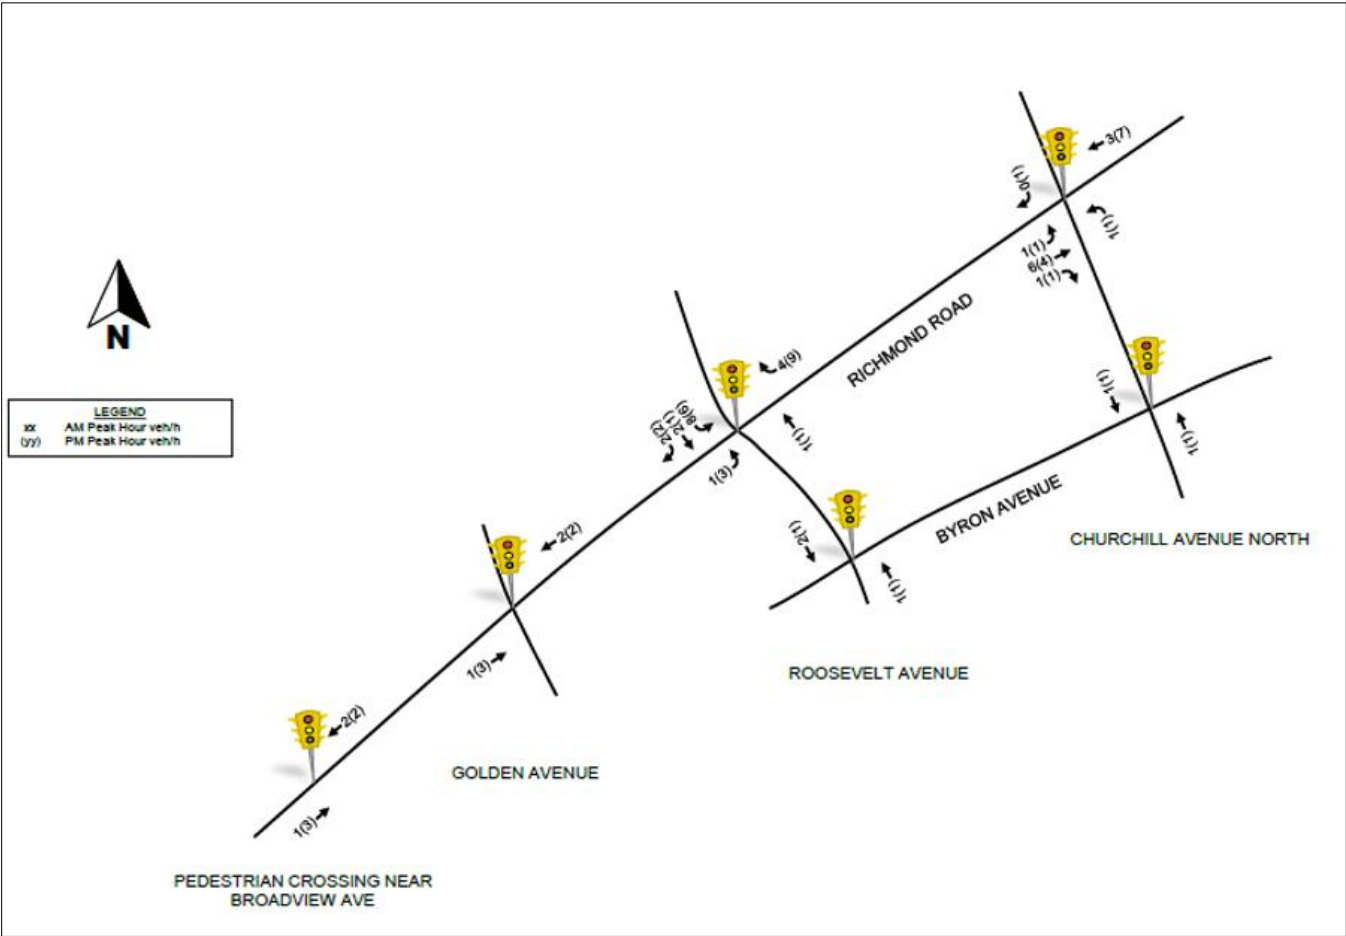 3(7)
0(1)
1(1)
1(1)
6(4)
1(1)
RICHMOND ROAD
N
4(9)
LEGEND
xx AM Peak Hour veh/h
(yy) PM Peak Hour veh/h
8(6)
2(1)
2(2)
1(1)
1(3)
1(1)
1(1)
BYRON AVENUE
CHURCHILL AVENUE NORTH
2(2)
2(1)
1(1)
1(3)
ROOSEVELT AVENUE
2(2)
GOLDEN AVENUE
1(3)
PEDESTRIAN CROSSING NEAR
BROADVIEW AVE